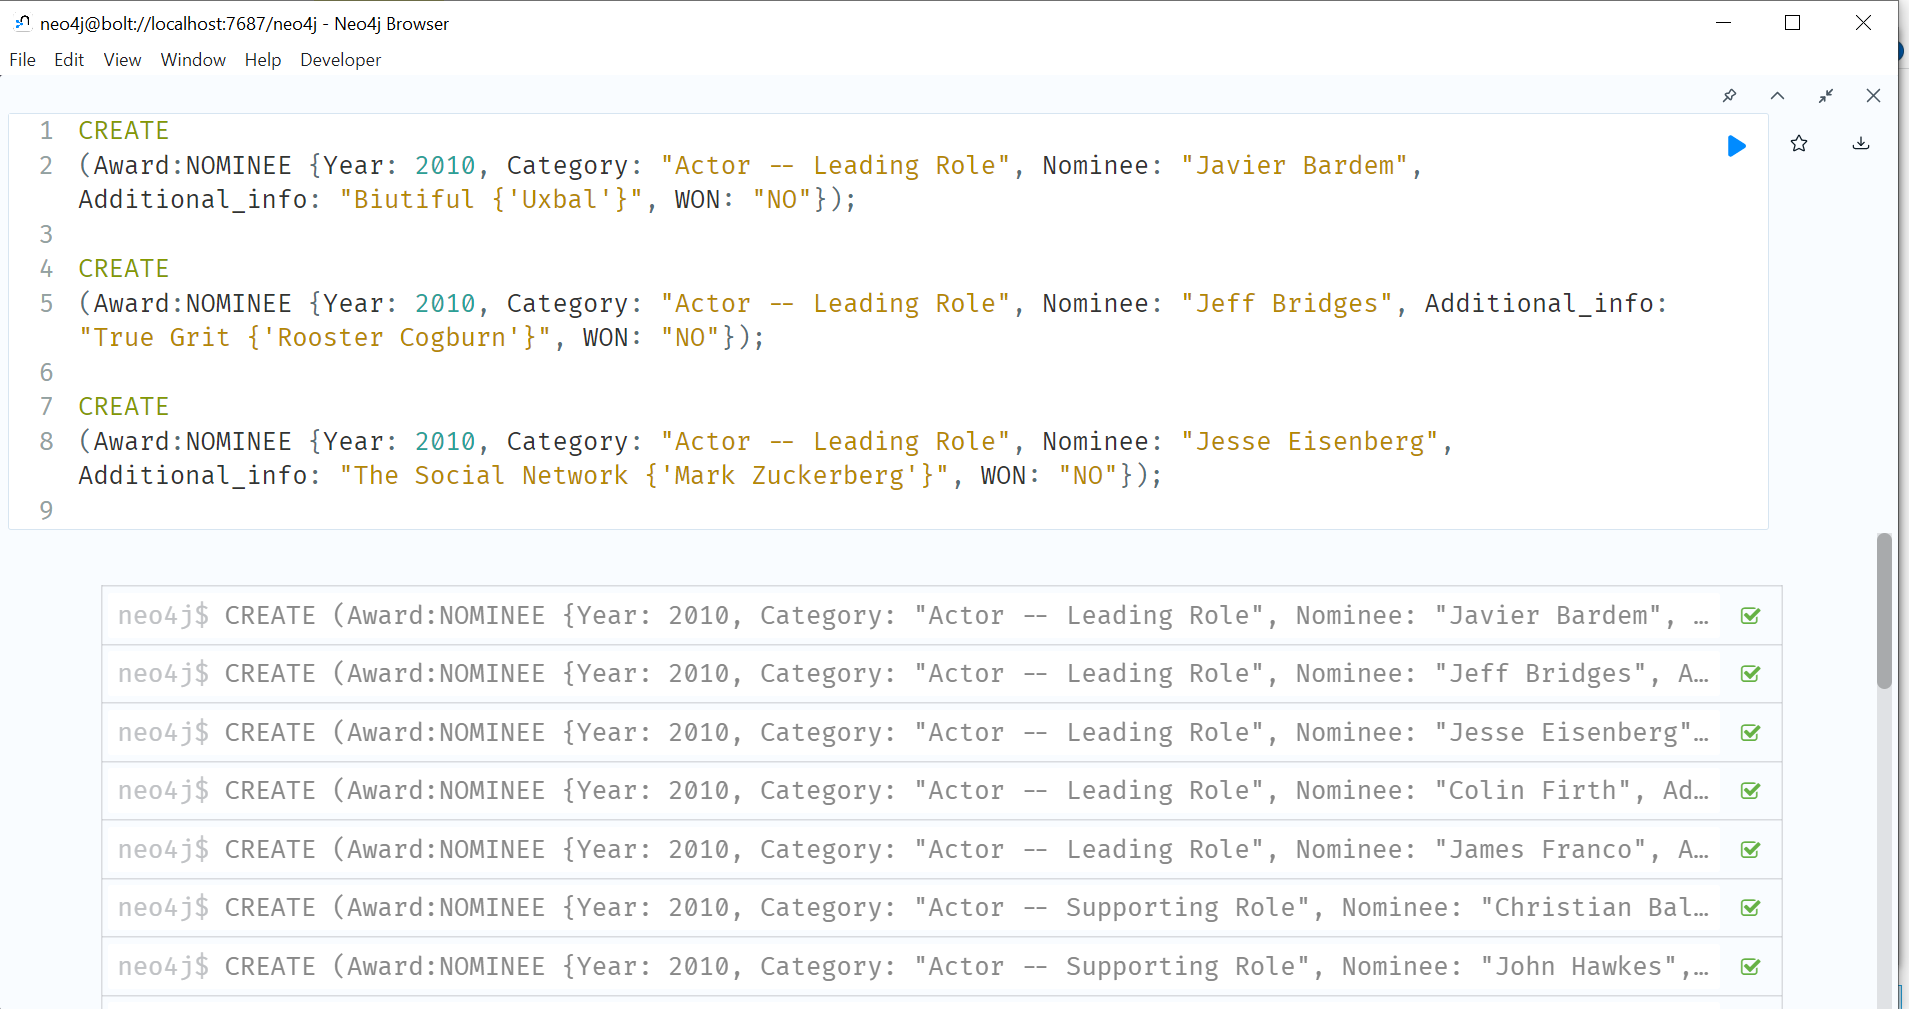 neo4j@bolt://localhost:7687/neo4j - Neo4j Browser
File Edit View Window Help Developer
1 CREATE
2 (Award:NOMINEE {Year: 2010, Category: "Actor -- Leading Role", Nominee: "Javier Bardem",
Additional_info: "Biutiful {'Uxbal'}", WON: "NO"});
3
4 CREATE
5 (Award:NOMINEE {Year: 2010, Category: "Actor -- Leading Role", Nominee: "Jeff Bridges", Additional_info:
"True Grit {'Rooster Cogburn'}", WON: "NO"});
6
7 CREATE
8 (Award:NOMINEE {Year: 2010, Category: "Actor -- Leading Role", Nominee: "Jesse Eisenberg",
Additional_info: "The Social Network {'Mark Zuckerberg'}", WON: "NO"});
9
neo4j$ CREATE (Award:NOMINEE {Year: 2010, Category: "Actor -- Leading Role", Nominee: "Javier Bardem", …
neo4j$ CREATE (Award:NOMINEE {Year: 2010, Category: "Actor -- Leading Role", Nominee: "Jeff Bridges", A…
neo4j$ CREATE (Award:NOMINEE {Year: 2010, Category: "Actor -- Leading Role", Nominee: "Jesse Eisenberg"…
neo4j$ CREATE (Award:NOMINEE {Year: 2010, Category: "Actor -- Leading Role", Nominee: "Colin Firth", Ad…
neo4j$ CREATE (Award:NOMINEE {Year: 2010, Category: "Actor -- Leading Role", Nominee: "James Franco", A…
neo4j$ CREATE (Award:NOMINEE {Year: 2010, Category: "Actor -- Supporting Role", Nominee: "Christian Bal…
neo4j$ CREATE (Award:NOMINEE {Year: 2010, Category: "Actor -- Supporting Role", Nominee: "John Hawkes",…